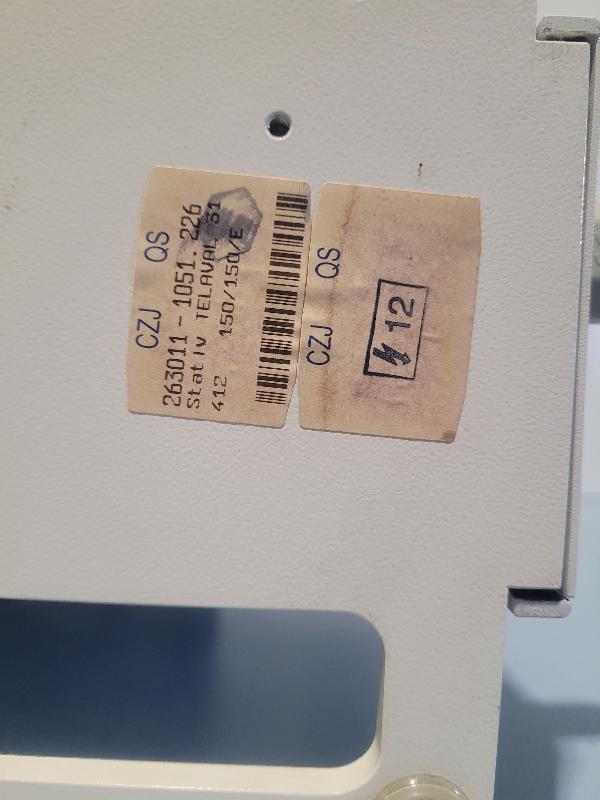 CZJ QS
263011-1051.226
Stativ TELAVAL 31
412 150/150/E
CZJ QS
12